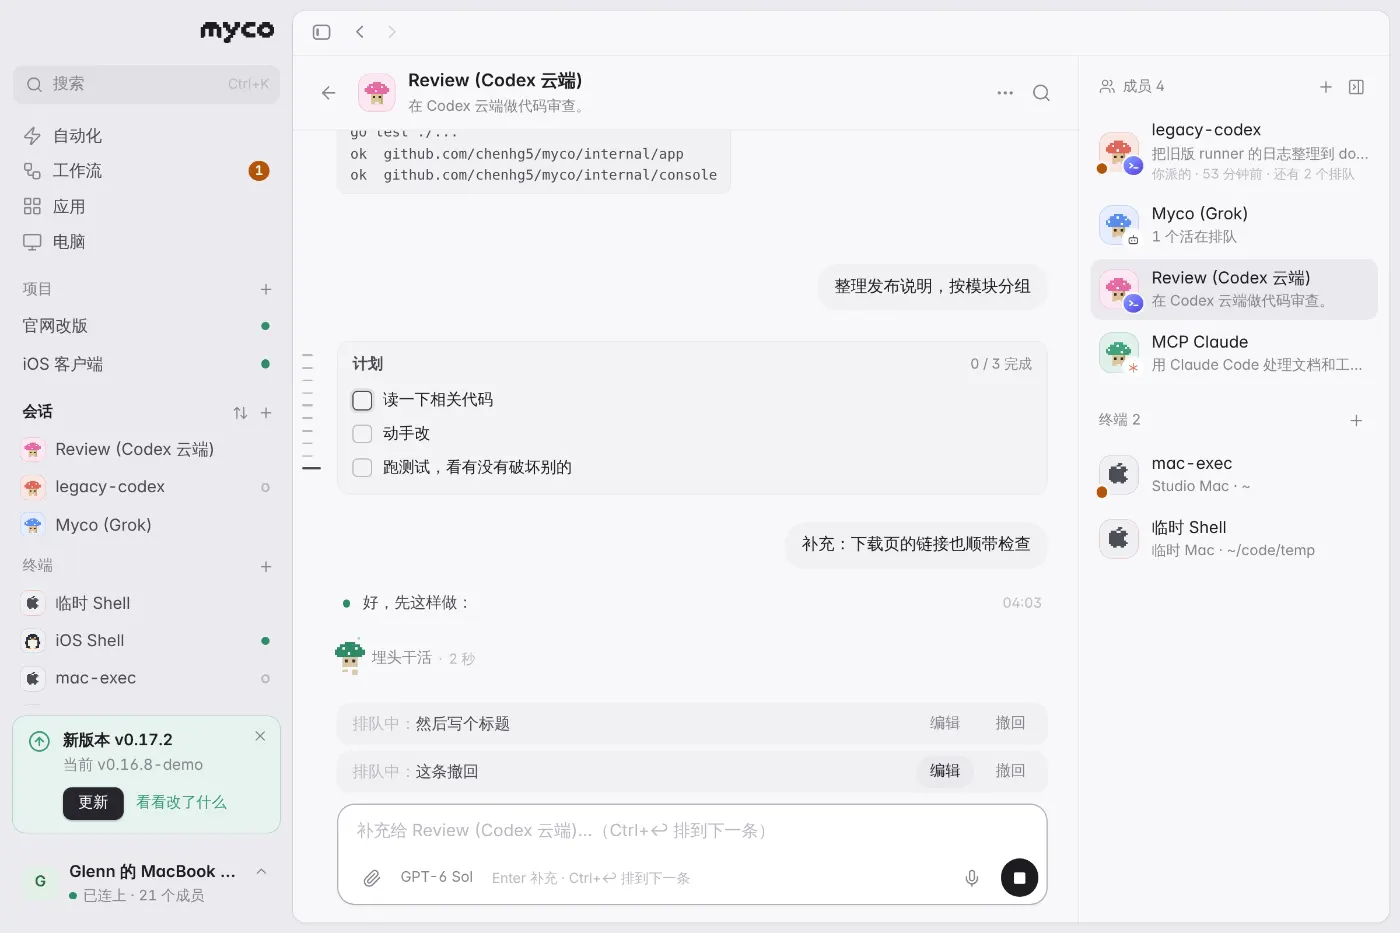 myco
搜索 Ctrl+K
自动化
工作流 1
应用
电脑
项目
官网改版
iOS 客户端
会话
Review (Codex 云端)
legacy-codex
Myco (Grok)
终端
临时 Shell
iOS Shell
mac-exec
新版本 v0.17.2
当前 v0.16.8-demo
更新 看看改了什么
G
Glenn 的 MacBook ...
已连上 · 21 个成员
Review (Codex 云端)
在 Codex 云端做代码审查。
go test ./...
ok github.com/chenhg5/myco/internal/app
ok github.com/chenhg5/myco/internal/console
整理发布说明，按模块分组
计划 0 / 3 完成
读一下相关代码
动手改
跑测试，看有没有破坏别的
补充：下载页的链接也顺带检查
好，先这样做： 04:03
埋头干活 · 2 秒
排队中：然后写个标题 编辑 撤回
排队中：这条撤回 编辑 撤回
补充给 Review (Codex 云端)...（Ctrl+↩ 排到下一条）
GPT-6 Sol Enter 补充 · Ctrl+↩ 排到下一条
成员 4
legacy-codex
把旧版 runner 的日志整理到 do...
你派的 · 53 分钟前 · 还有 2 个排队
Myco (Grok)
1 个活在排队
Review (Codex 云端)
在 Codex 云端做代码审查。
MCP Claude
用 Claude Code 处理文档和工...
终端 2
mac-exec
Studio Mac · ~
临时 Shell
临时 Mac · ~/code/temp